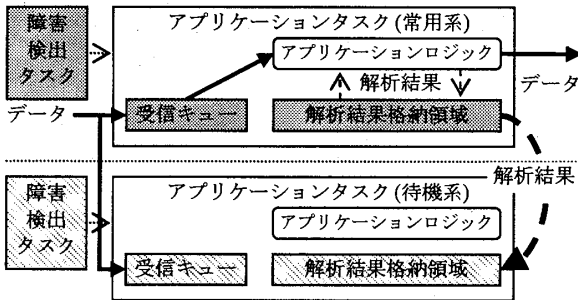 障害
検出
タスク
アプリケーションタスク(常用系)
アプリケーションロジック
解析結果
データ
データ
受信キュー
解析結果格納領域
解析結果
障害
検出
タスク
アプリケーションタスク(待機系)
アプリケーションロジック
受信キュー
解析結果格納領域